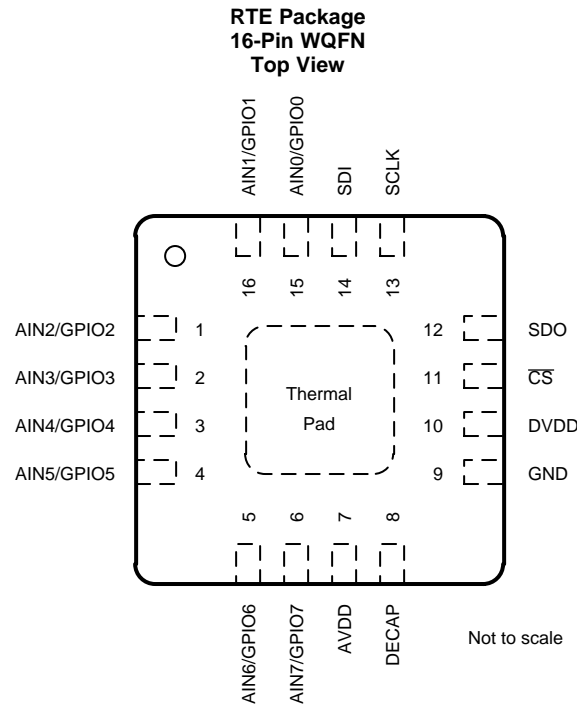 RTE Package
16-Pin WQFN
Top View
AIN1/GPIO1
AIN0/GPIO0
SDI
SCLK
16
15
14
13
AIN2/GPIO2 1
12 SDO
AIN3/GPIO3 2
11 C̅S̅
AIN4/GPIO4 3
10 DVDD
AIN5/GPIO5 4
9 GND
Thermal
Pad
5
6
7
8
AIN6/GPIO6
AIN7/GPIO7
AVDD
DECAP
Not to scale